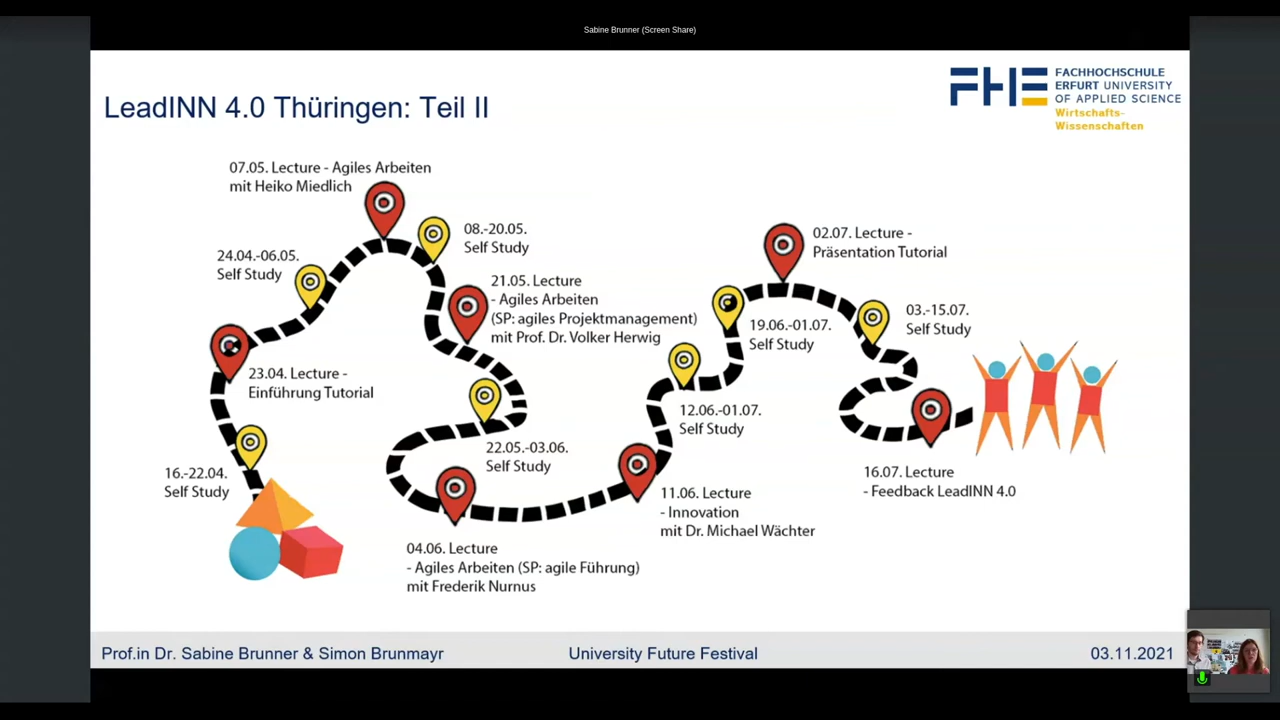 Sabine Brunner (Screen Share)
LeadINN 4.0 Thüringen: Teil II
FHE
FACHHOCHSCHULE
ERFURT UNIVERSITY
OF APPLIED SCIENCE
Wirtschafts-
Wissenschaften
07.05. Lecture - Agiles Arbeiten
mit Heiko Miedlich
08.-20.05.
Self Study
24.04.-06.05.
Self Study
21.05. Lecture
- Agiles Arbeiten
(SP: agiles Projektmanagement)
mit Prof. Dr. Volker Herwig
23.04. Lecture -
Einführung Tutorial
16.-22.04.
Self Study
22.05.-03.06.
Self Study
04.06. Lecture
- Agiles Arbeiten (SP: agile Führung)
mit Frederik Nurnus
11.06. Lecture
- Innovation
mit Dr. Michael Wächter
12.06.-01.07.
Self Study
19.06.-01.07.
Self Study
02.07. Lecture -
Präsentation Tutorial
03.-15.07.
Self Study
16.07. Lecture
- Feedback LeadINN 4.0
Prof.in Dr. Sabine Brunner & Simon Brunmayr
University Future Festival
03.11.2021